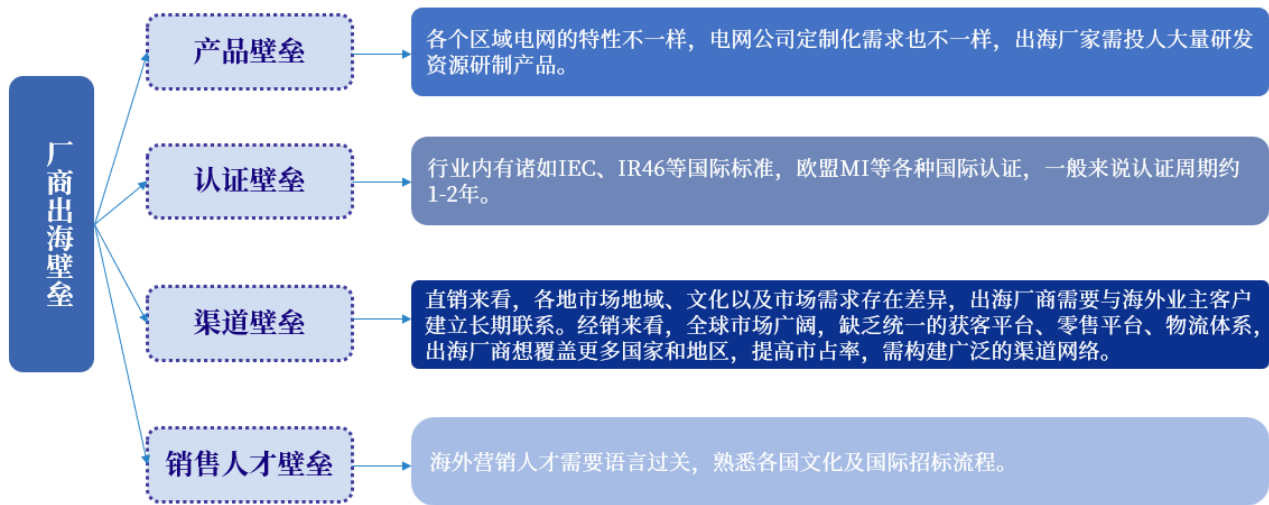 厂商出海壁垒
产品壁垒
各个区域电网的特性不一样，电网公司定制化需求也不一样，出海厂家需投人大量研发
资源研制产品。
认证壁垒
行业内有诸如IEC、IR46等国际标准，欧盟MI等各种国际认证，一般来说认证周期约
1-2年。
渠道壁垒
直销来看，各地市场地域、文化以及市场需求存在差异，出海厂商需要与海外业主客户
建立长期联系。经销来看，全球市场广阔，缺乏统一的获客平台、零售平台、物流体系，
出海厂商想覆盖更多国家和地区，提高市占率，需构建广泛的渠道网络。
销售人才壁垒
海外营销人才需要语言过关，熟悉各国文化及国际招标流程。